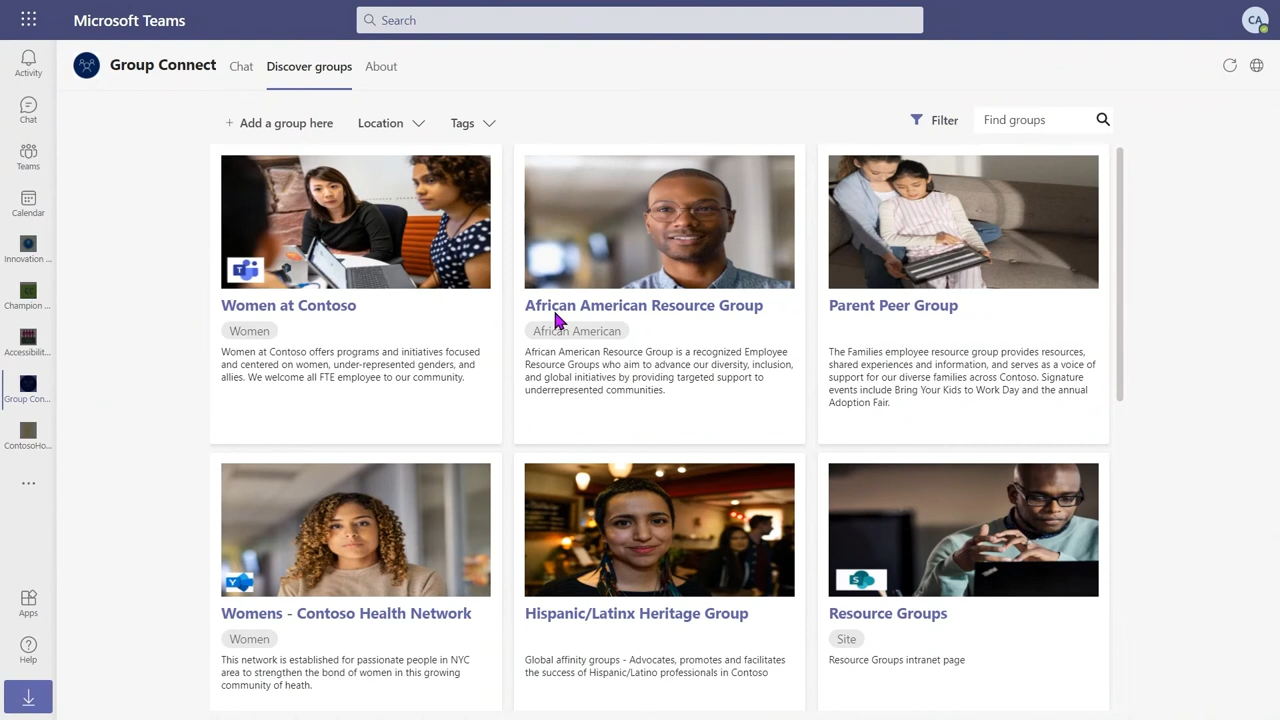 Microsoft Teams
Search
CA
Activity
Chat
Teams
Calendar
Innovation ...
Champion ...
Accessibilit...
Group Con...
ContosoHo...
Apps
Help
Group Connect
Chat
Discover groups
About
+ Add a group here
Location
Tags
Filter
Find groups
Women at Contoso
Women
Women at Contoso offers programs and initiatives focused
and centered on women, under-represented genders, and
allies. We welcome all FTE employee to our community.
African American Resource Group
African American
African American Resource Group is a recognized Employee
Resource Groups who aim to advance our diversity, inclusion,
and global initiatives by providing targeted support to
underrepresented communities.
Parent Peer Group
The Families employee resource group provides resources,
shared experiences and information, and serves as a voice of
support for our diverse families across Contoso. Signature
events include Bring Your Kids to Work Day and the annual
Adoption Fair.
Womens - Contoso Health Network
Women
This network is established for passionate people in NYC
area to strengthen the bond of women in this growing
community of heath.
Hispanic/Latinx Heritage Group
Global affinity groups - Advocates, promotes and facilitates
the success of Hispanic/Latino professionals in Contoso
Resource Groups
Site
Resource Groups intranet page